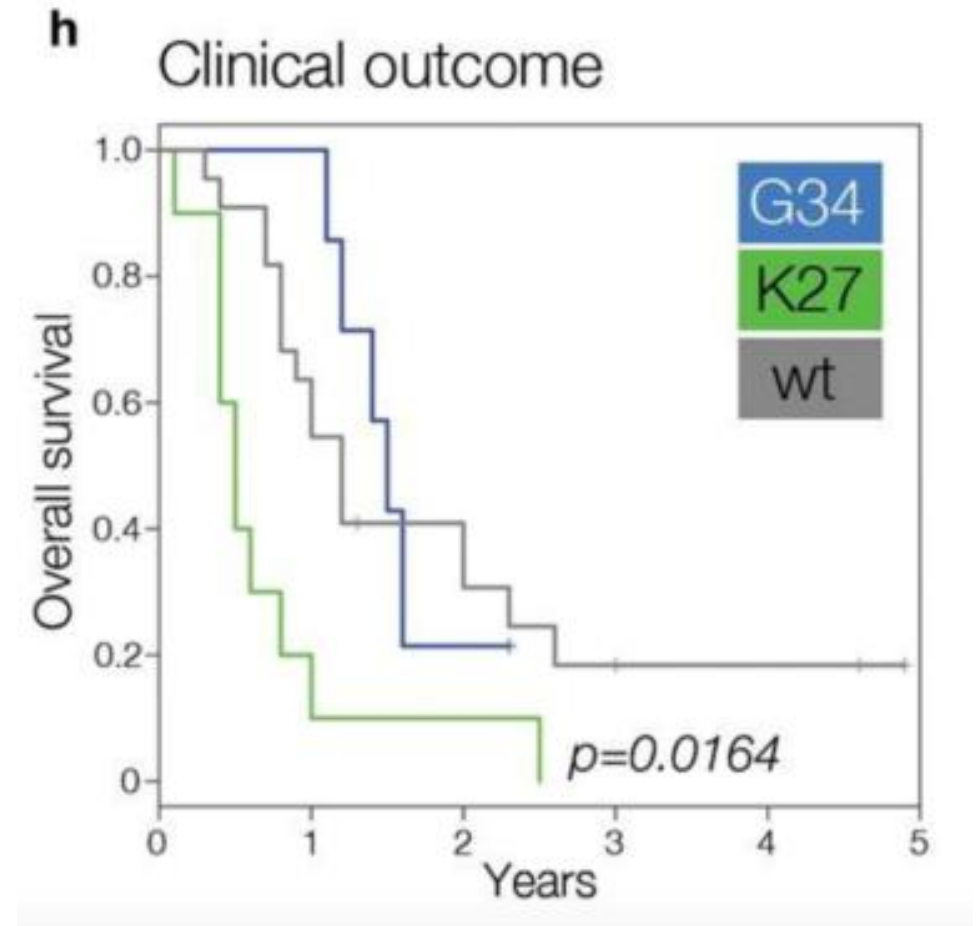 h
Clinical outcome
1.0
0.8
0.6
0.4
0.2
0
Overall survival
G34
K27
wt
p=0.0164
0 1 2 3 4 5
Years